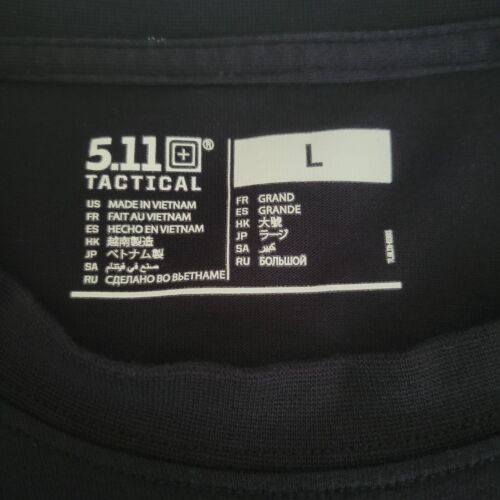 5.11®
TACTICAL
US MADE IN VIETNAM
FR FAIT AU VIETNAM
ES HECHO EN VIETNAM
HK 越南製造
JP ベトナム製
SA صنع في فيتنام
RU СДЕЛАНО ВО ВЬЕТНАМЕ
L
FR GRAND
ES GRANDE
HK 大號
JP ラージ
SA كبير
RU БОЛЬШОЙ